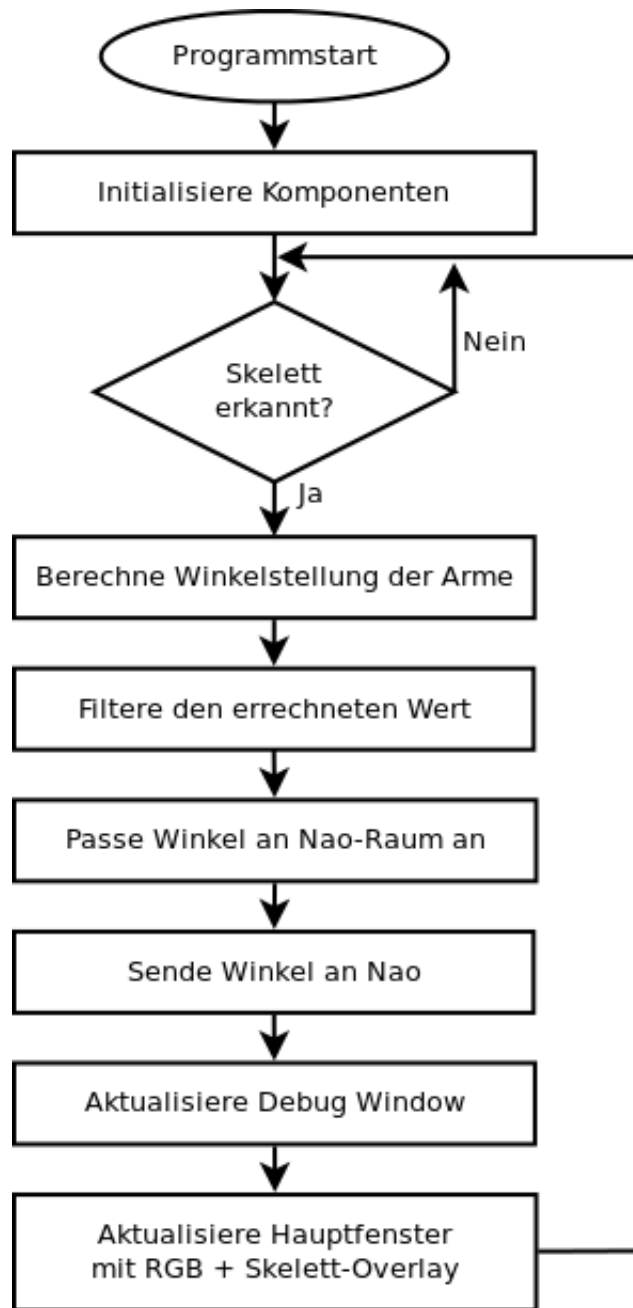 Programmstart
Initialisiere Komponenten
Skelett
erkannt?
Nein
Ja
Berechne Winkelstellung der Arme
Filtere den errechneten Wert
Passe Winkel an Nao-Raum an
Sende Winkel an Nao
Aktualisiere Debug Window
Aktualisiere Hauptfenster
mit RGB + Skelett-Overlay